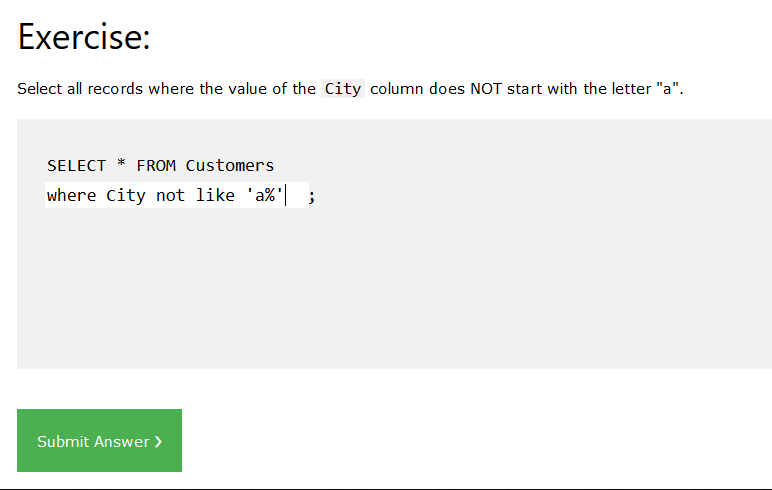 Exercise:
Select all records where the value of the City column does NOT start with the letter "a".
SELECT * FROM Customers
where City not like 'a%' ;
Submit Answer ❯